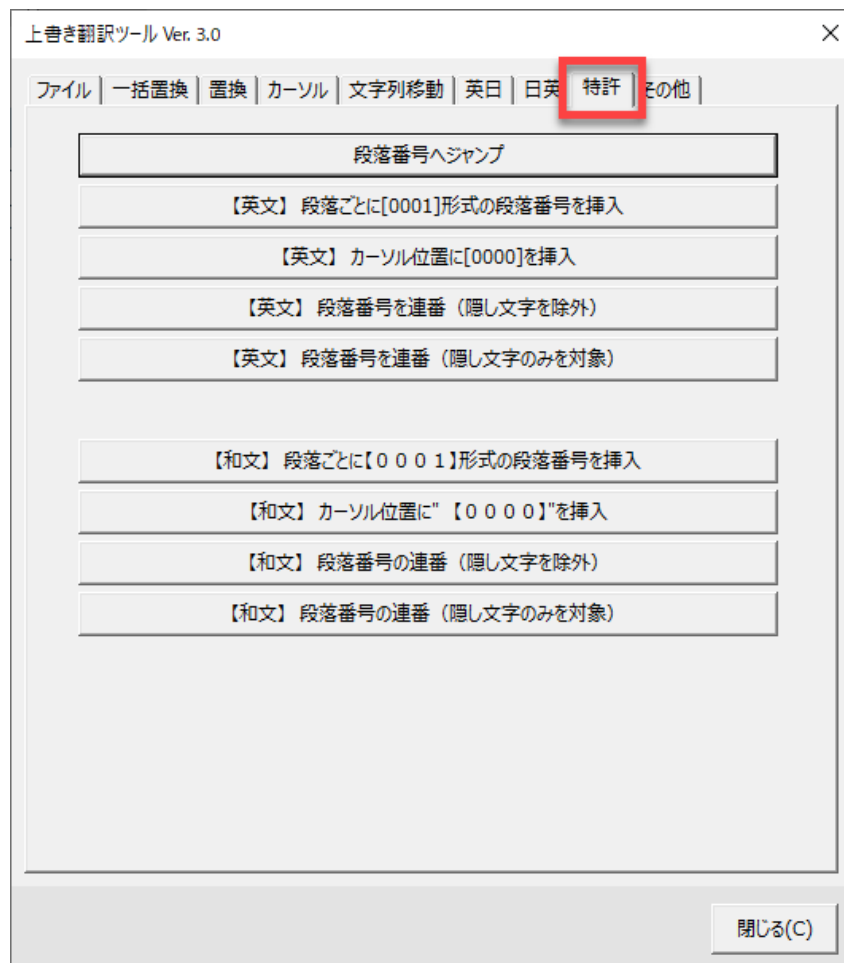 上書き翻訳ツール Ver. 3.0
ファイル 一括置換 置換 カーソル 文字列移動 英日 日英 特許 その他
段落番号へジャンプ
【英文】 段落ごとに[0001]形式の段落番号を挿入
【英文】 カーソル位置に[0000]を挿入
【英文】 段落番号を連番（隠し文字を除外）
【英文】 段落番号を連番（隠し文字のみを対象）
【和文】 段落ごとに【０００１】形式の段落番号を挿入
【和文】 カーソル位置に" 【００００】"を挿入
【和文】 段落番号の連番（隠し文字を除外）
【和文】 段落番号の連番（隠し文字のみを対象）
閉じる(C)